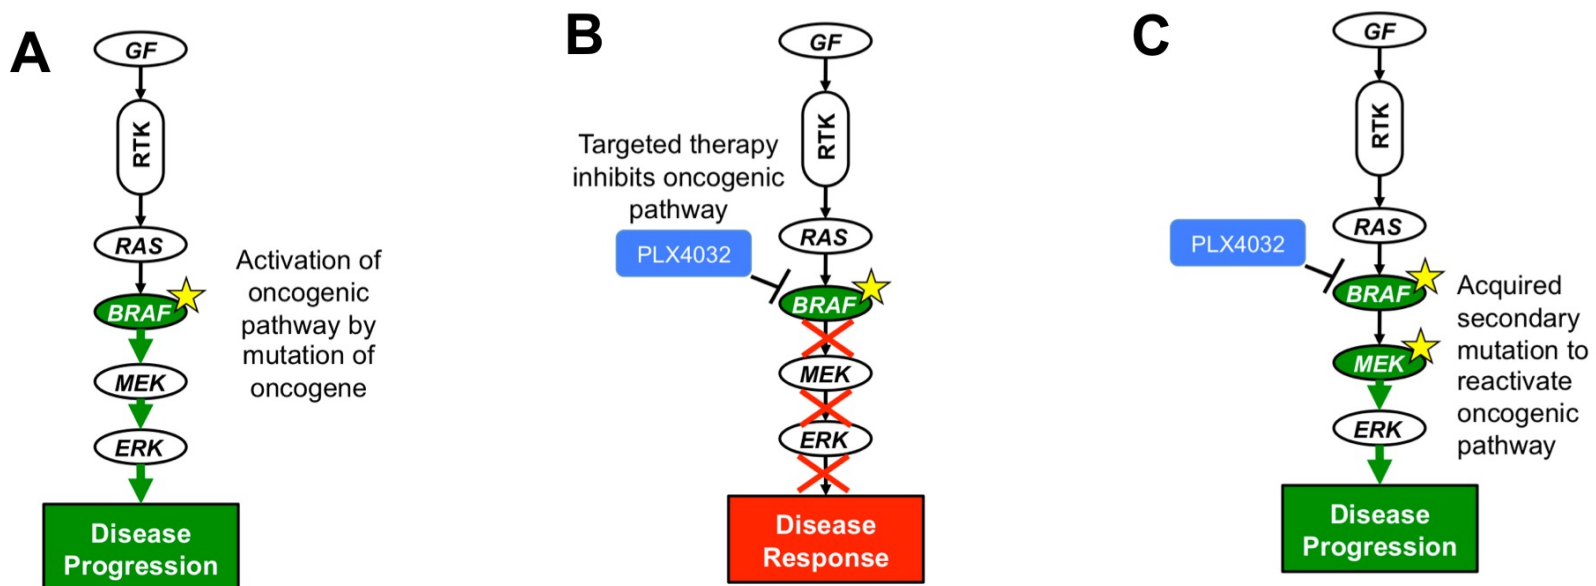 A
GF
RTK
RAS
BRAF
MEK
ERK
Activation of
oncogenic
pathway by
mutation of
oncogene
Disease
Progression
B
GF
RTK
Targeted therapy
inhibits oncogenic
pathway
PLX4032
RAS
BRAF
MEK
ERK
Disease
Response
C
GF
RTK
RAS
PLX4032
BRAF
MEK
ERK
Acquired
secondary
mutation to
reactivate
oncogenic
pathway
Disease
Progression